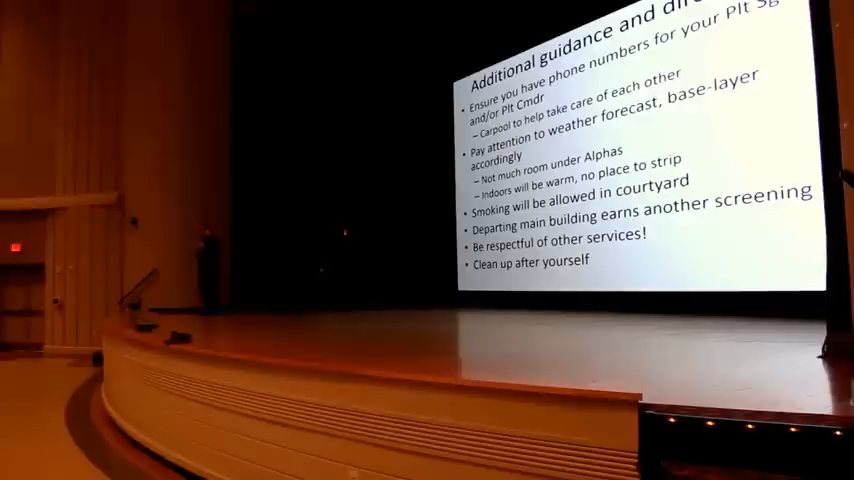 Additional guidance and
• Ensure you have phone numbers for your Plt Sg
and/or Plt Cmdr
– Carpool to help take care of each other
• Pay attention to weather forecast, base-layer
accordingly
– Not much room under Alphas
– Indoors will be warm, no place to strip
• Smoking will be allowed in courtyard
• Departing main building earns another screening
• Be respectful of other services!
• Clean up after yourself